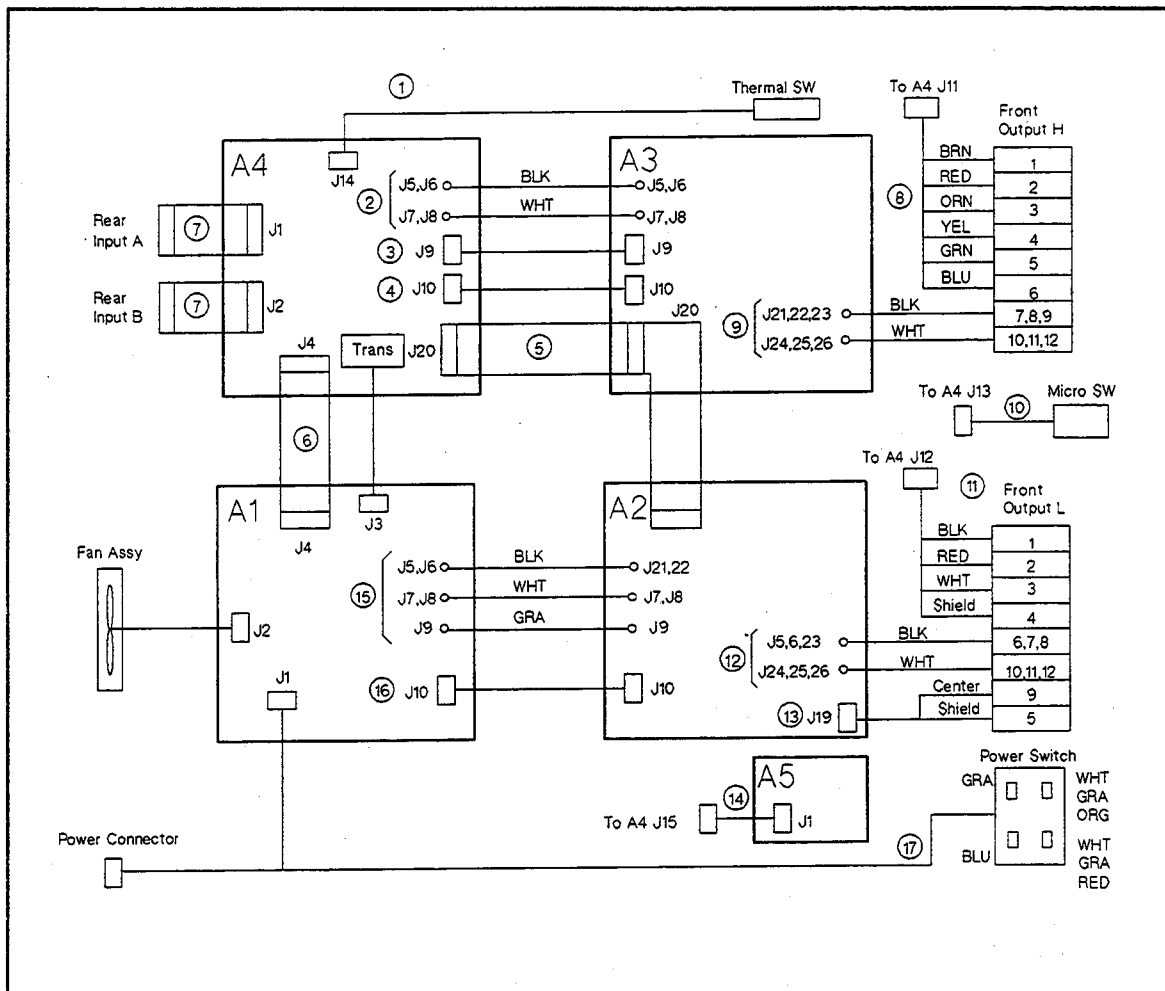 1
Thermal SW
To A4 J11
Front
Output H
A4
J14
2
J5,J6
BLK
J7,J8
WHT
3
J9
4
J10
Rear
Input A
7
J1
Rear
Input B
7
J2
J4
Trans
J20
5
A3
J5,J6
J7,J8
J9
J10
J20
9
J21,22,23
BLK
J24,25,26
WHT
8
BRN
RED
ORN
YEL
GRN
BLU
1
2
3
4
5
6
7,8,9
10,11,12
To A4 J13
10
Micro SW
6
A1
J4
J3
Fan Assy
J2
J1
15
J5,J6
BLK
J7,J8
WHT
J9
GRA
16
J10
A2
J21,22
J7,J8
J9
J10
12
J5,6,23
BLK
J24,25,26
WHT
13
J19
Center
Shield
To A4 J12
11
Front
Output L
BLK
RED
WHT
Shield
1
2
3
4
6,7,8
10,11,12
9
5
A5
To A4 J15
14
J1
Power Connector
17
Power Switch
GRA
WHT
GRA
ORG
BLU
WHT
GRA
RED